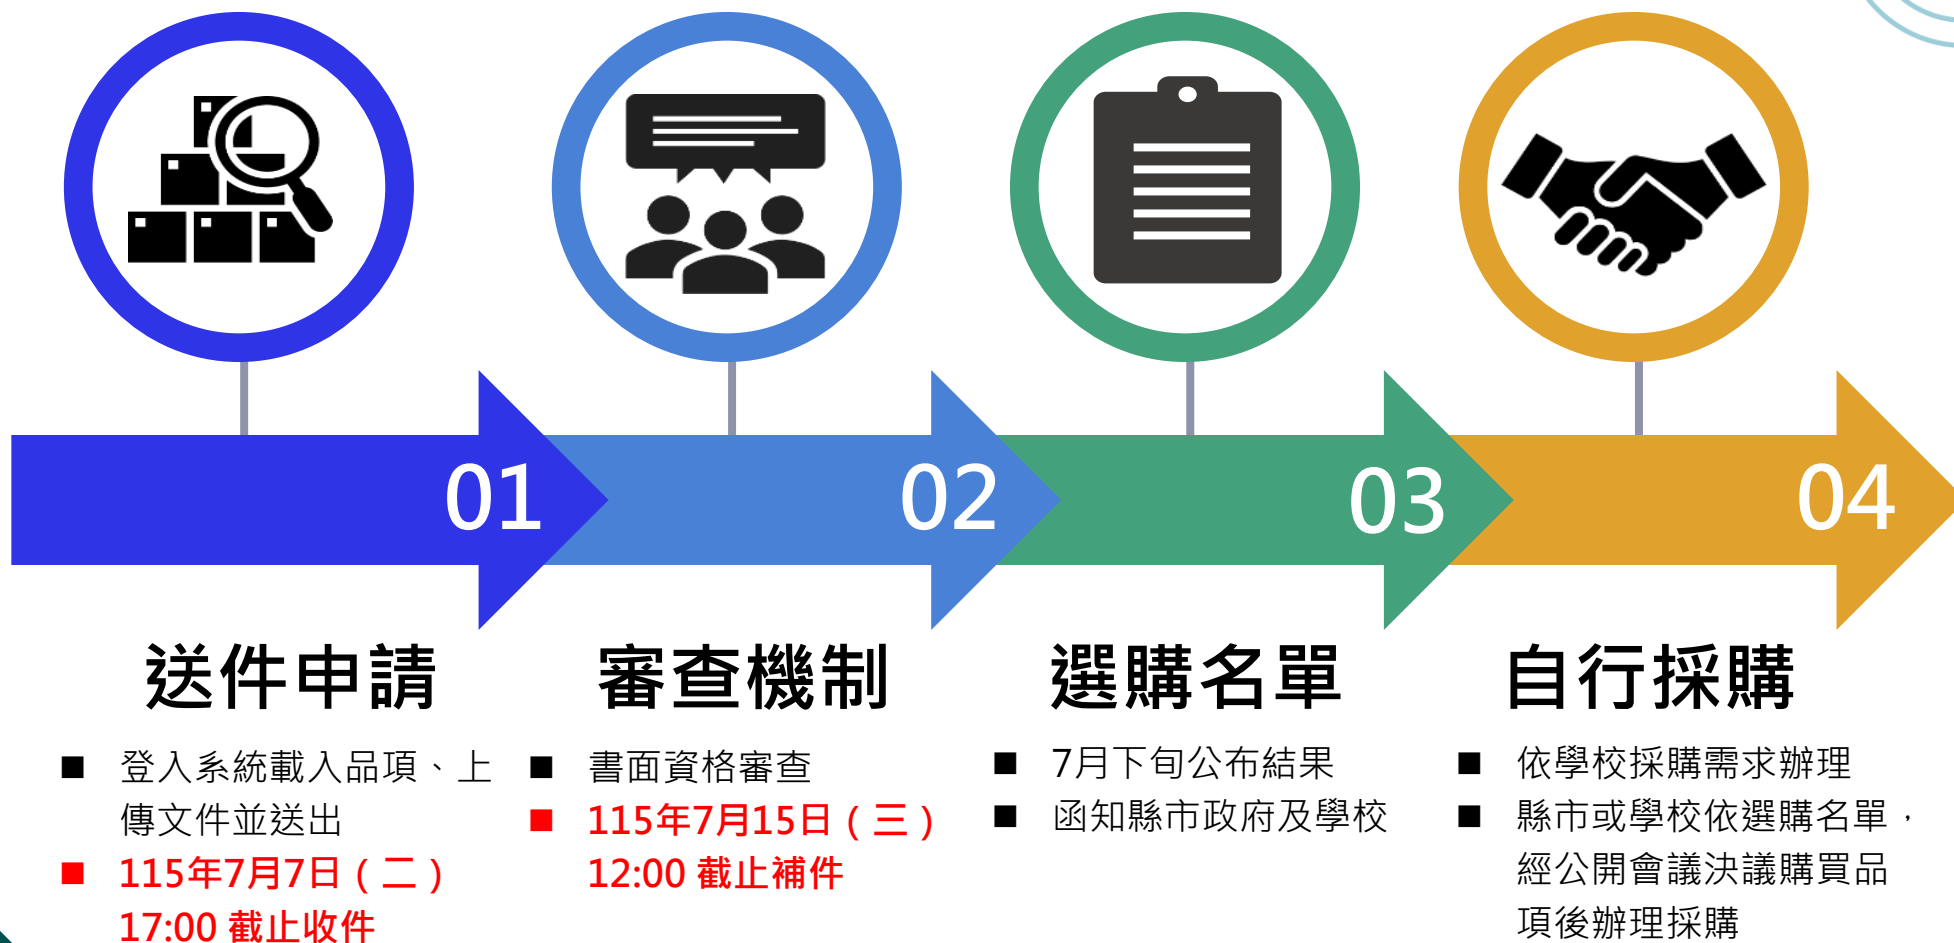 01
02
03
04
送件申請
■ 登入系統載入品項、上
傳文件並送出
■ 115年7月7日（二）
17:00 截止收件
審查機制
■ 書面資格審查
■ 115年7月15日（三）
12:00 截止補件
選購名單
■ 7月下旬公布結果
■ 函知縣市政府及學校
自行採購
■ 依學校採購需求辦理
■ 縣市或學校依選購名單，
經公開會議決議購買品
項後辦理採購